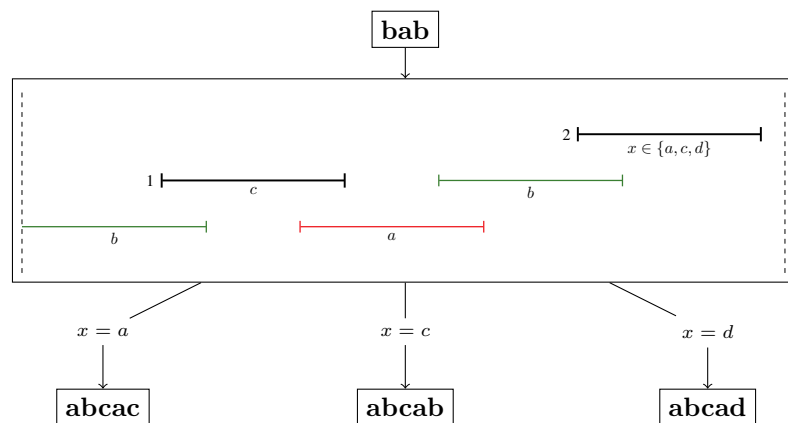 bab
2
x ∈ {a, c, d}
1
c
b
b
a
x = a
x = c
x = d
abcac
abcab
abcad